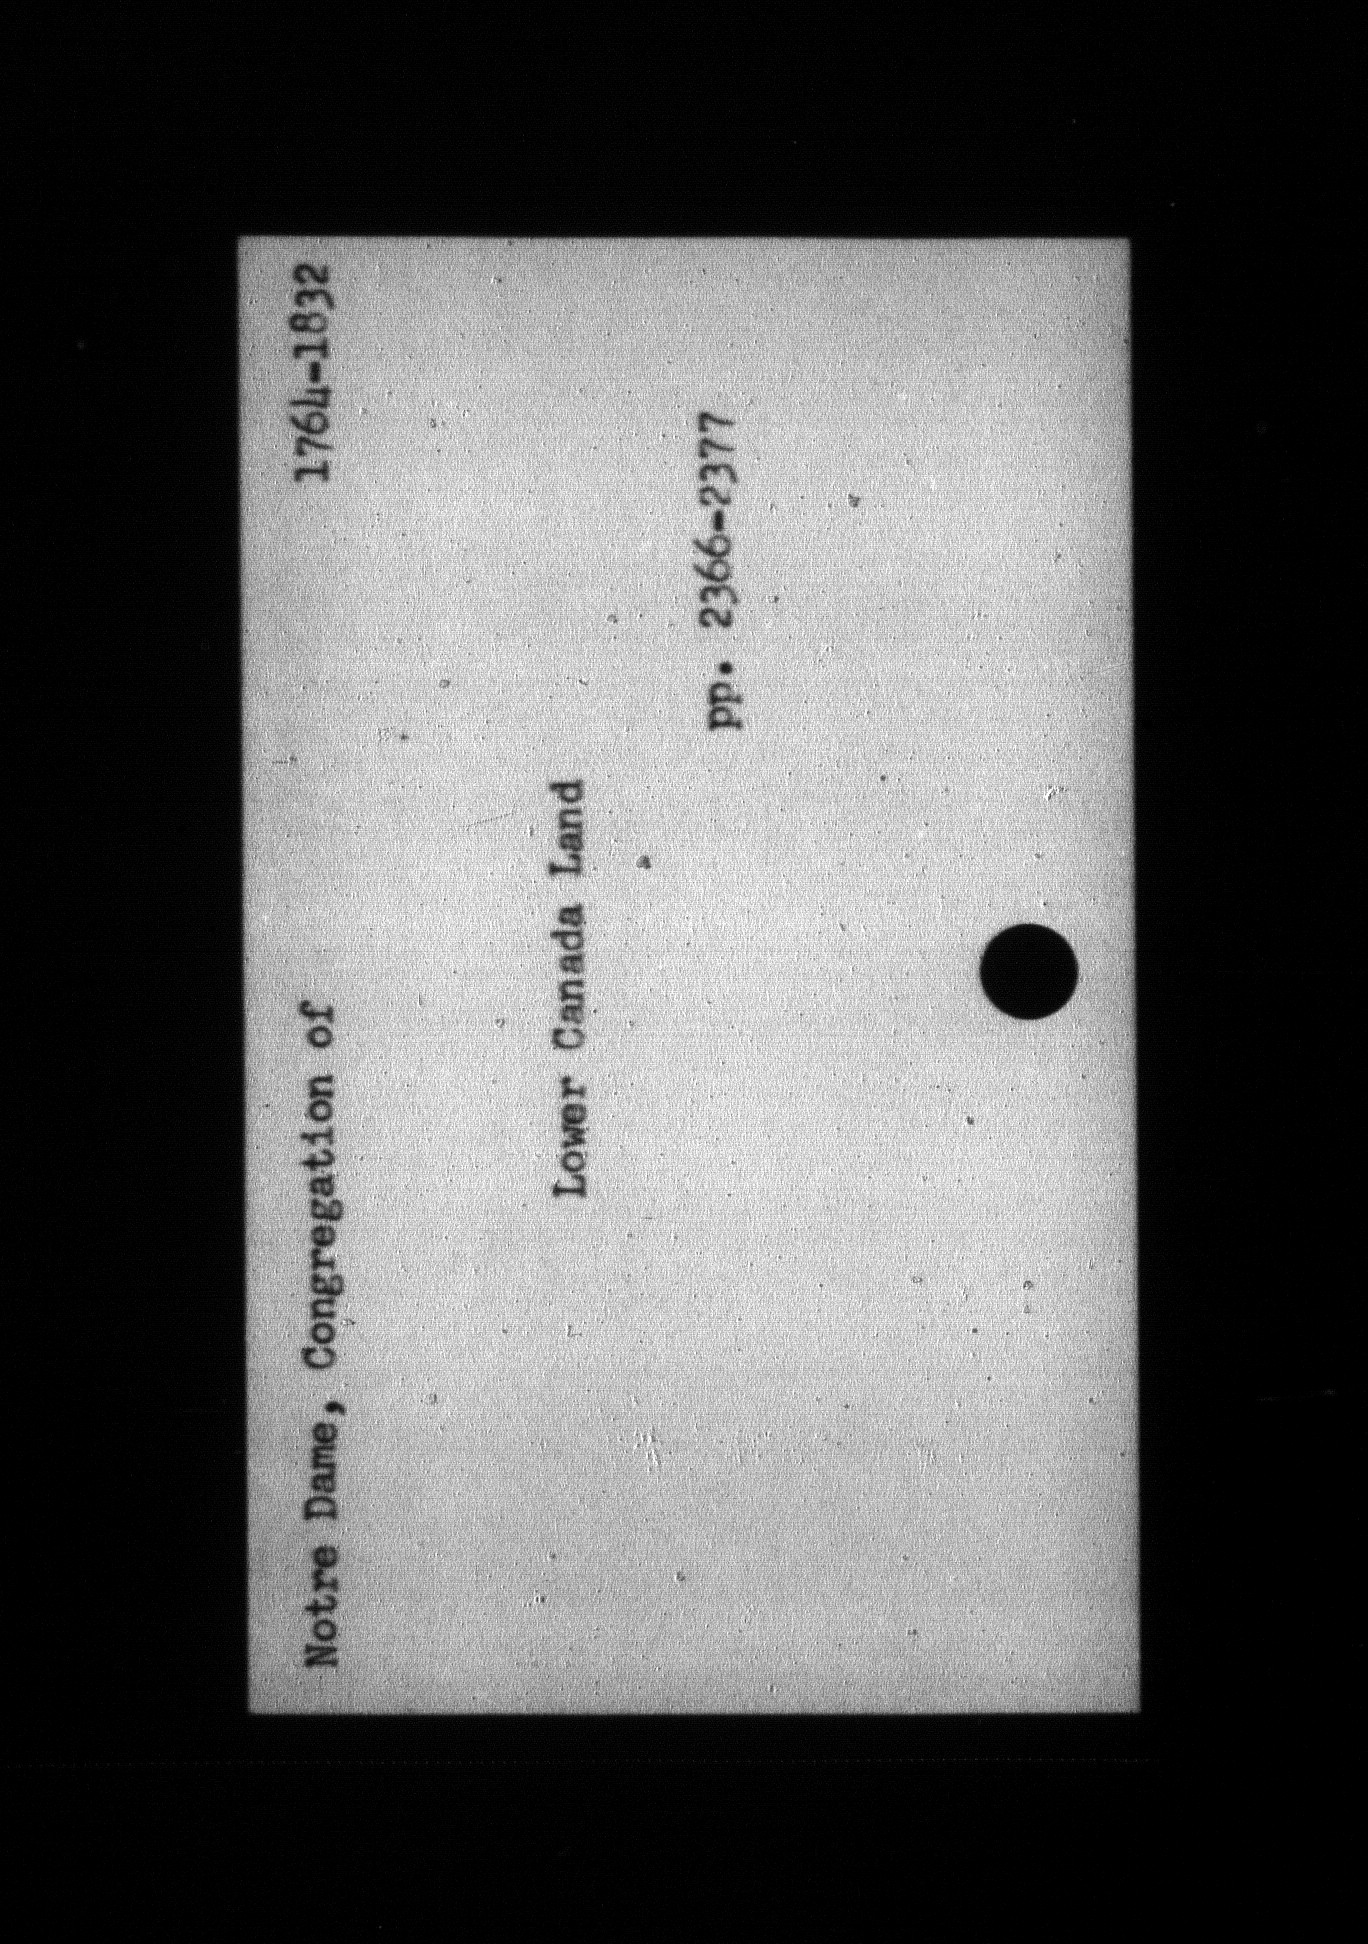 Notre Dame, Congregation of 1764-1832
Lower Canada Land
pp. 2366-2377